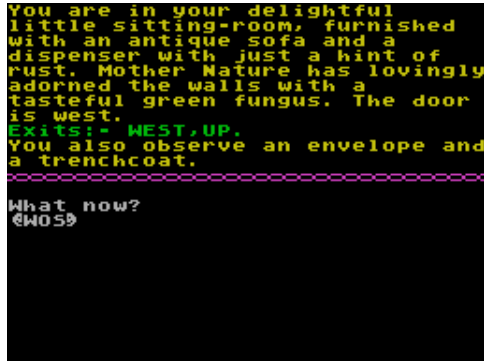 You are in your delightful
little sitting-room, furnished
with an antique sofa and a
dispenser with just a hint of
rust. Mother Nature has lovingly
adorned the walls with a
tasteful green fungus. The door
is west.
Exits:- WEST,UP.
You also observe an envelope and
a trenchcoat.
What now?
@WOS@